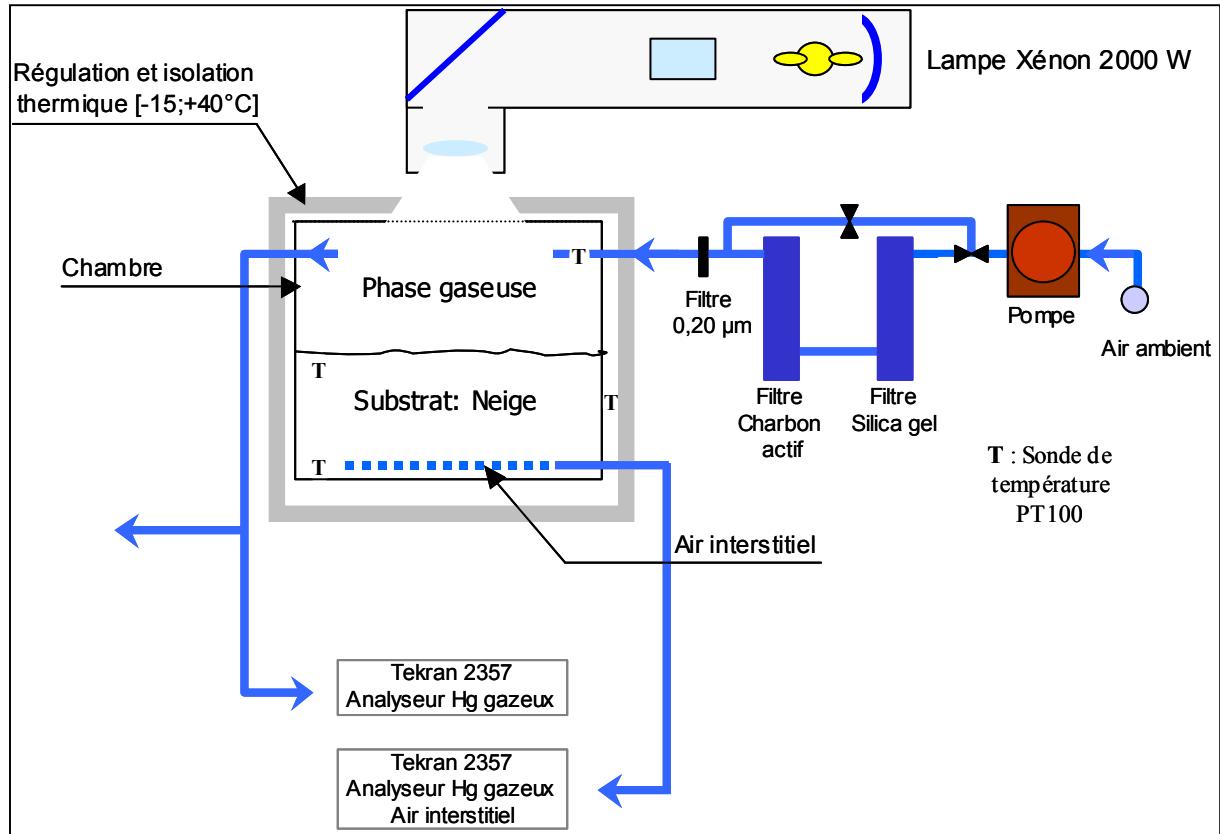 Lampe Xénon 2000 W
Régulation et isolation
thermique [-15;+40°C]
Chambre
T
Phase gaseuse
Filtre
0,20 µm
Pompe
Air ambient
T
Substrat: Neige
T
Filtre
Charbon
actif
Filtre
Silica gel
T
T : Sonde de
température
PT100
Air interstitiel
Tekran 2357
Analyseur Hg gazeux
Tekran 2357
Analyseur Hg gazeux
Air interstitiel